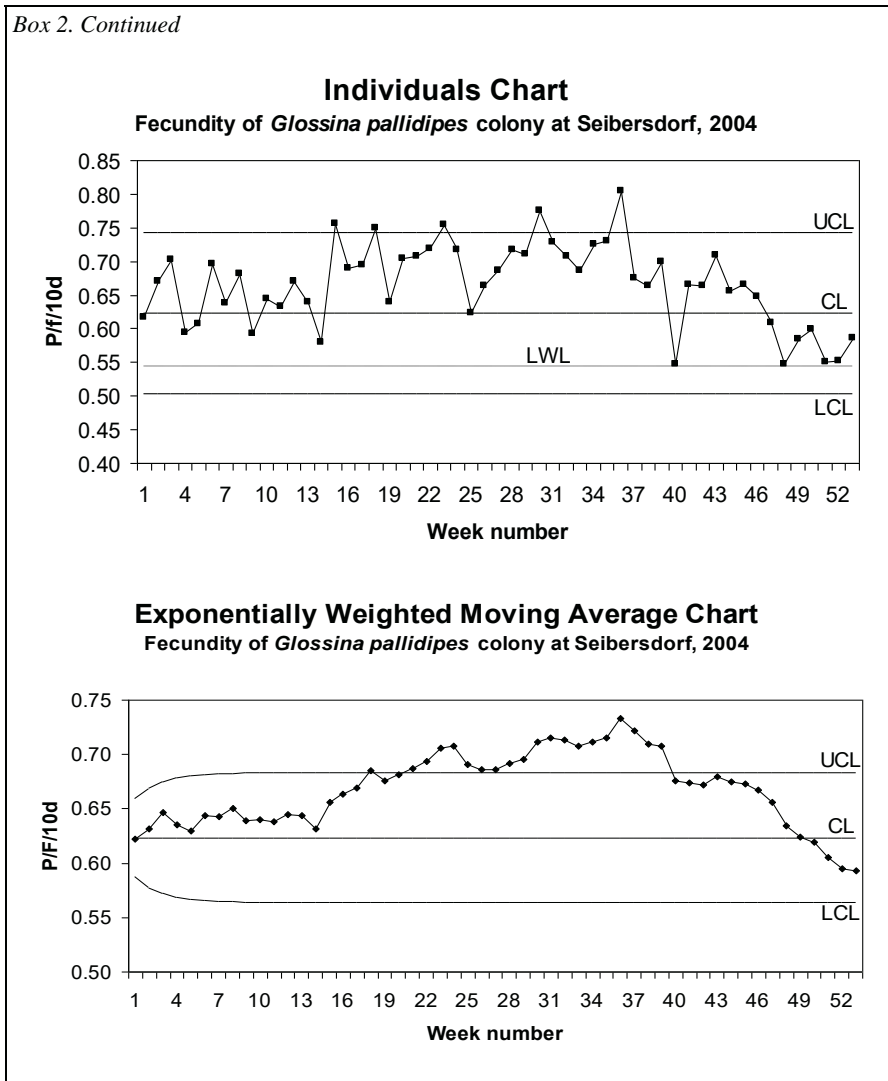 Box 2. Continued
Individuals Chart
Fecundity of Glossina pallidipes colony at Seibersdorf, 2004
0.85
0.80
0.75
0.70
0.65
0.60
0.55
0.50
0.45
0.40
P/f/10d
UCL
CL
LWL
LCL
1 4 7 10 13 16 19 22 25 28 31 34 37 40 43 46 49 52
Week number
Exponentially Weighted Moving Average Chart
Fecundity of Glossina pallidipes colony at Seibersdorf, 2004
0.75
0.70
0.65
0.60
0.55
0.50
P/F/10d
UCL
CL
LCL
1 4 7 10 13 16 19 22 25 28 31 34 37 40 43 46 49 52
Week number